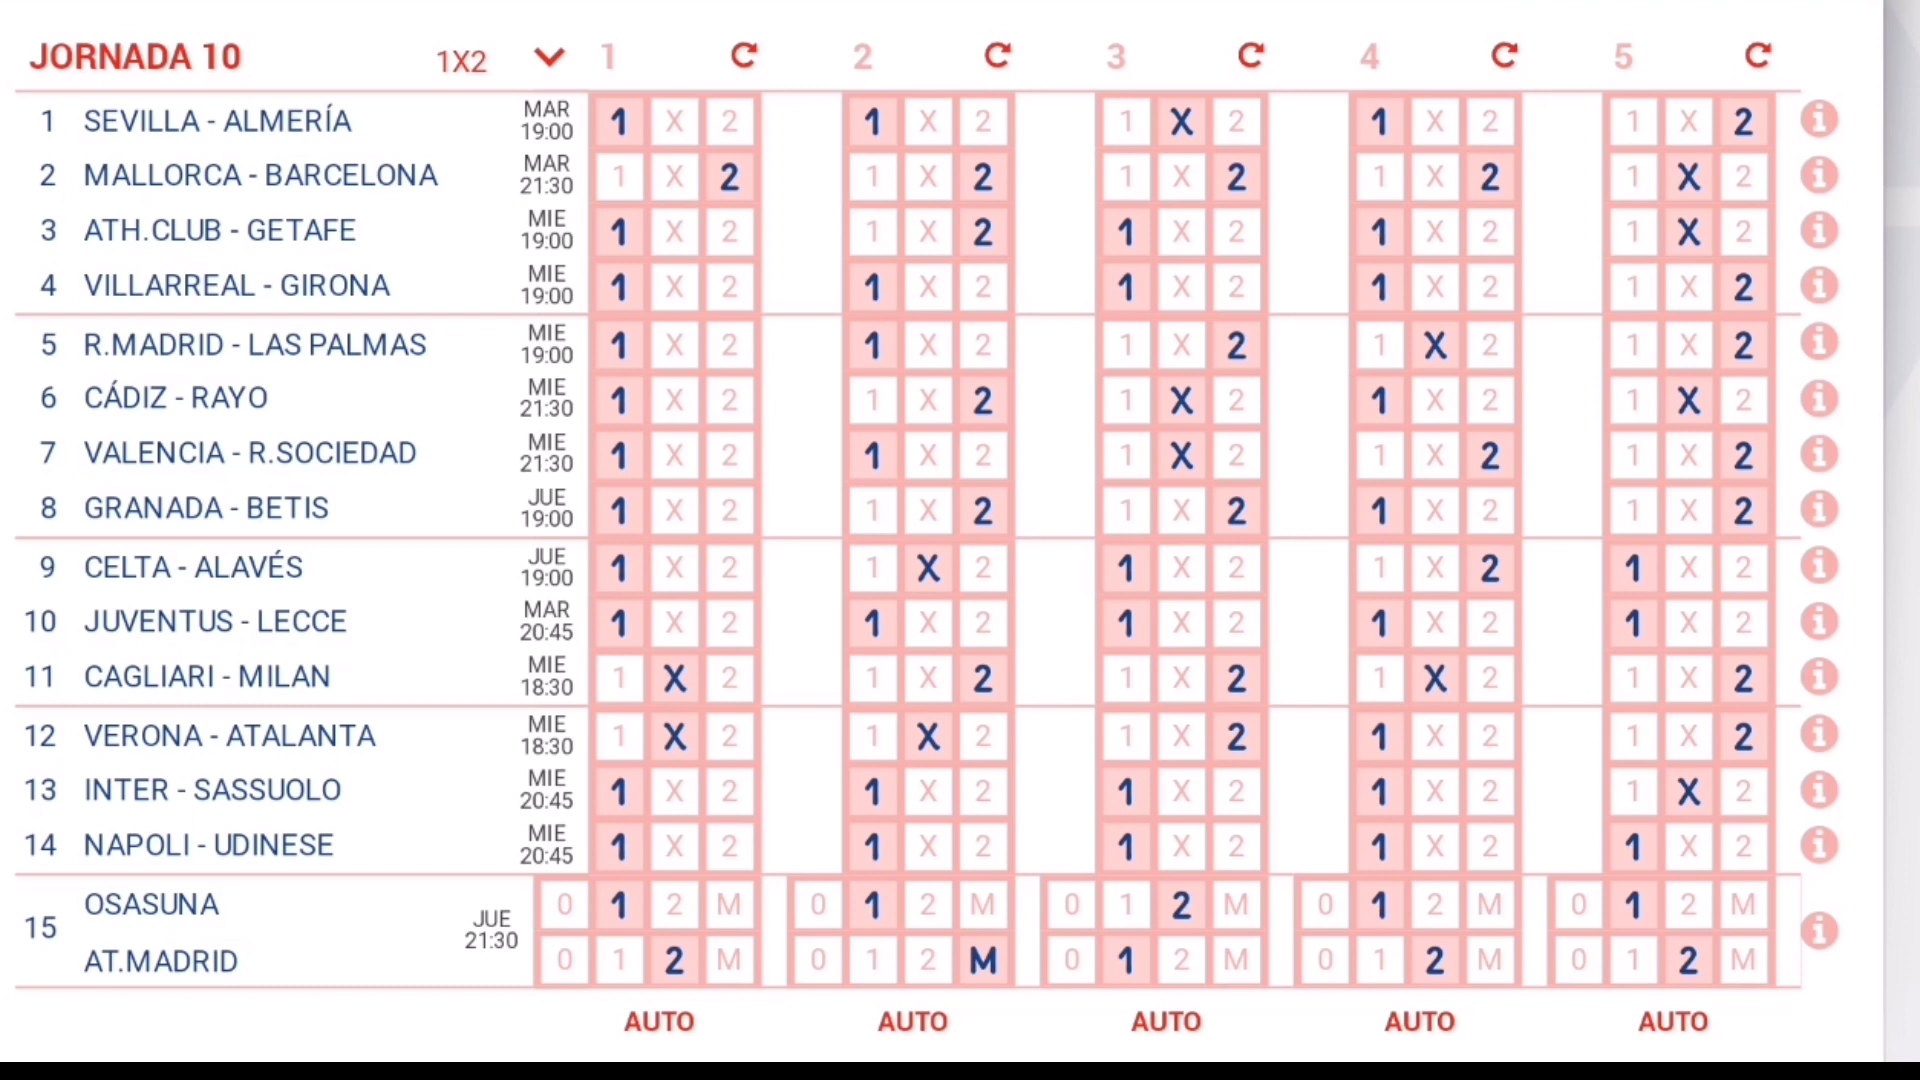 JORNADA 10 1X2 1 2 3 4 5
1 SEVILLA - ALMERÍA MAR 19:00 1 X 2 1 X 2 1 X 2 1 X 2 1 X 2
2 MALLORCA - BARCELONA MAR 21:30 1 X 2 1 X 2 1 X 2 1 X 2 1 X 2
3 ATH.CLUB - GETAFE MIE 19:00 1 X 2 1 X 2 1 X 2 1 X 2 1 X 2
4 VILLARREAL - GIRONA MIE 19:00 1 X 2 1 X 2 1 X 2 1 X 2 1 X 2
5 R.MADRID - LAS PALMAS MIE 19:00 1 X 2 1 X 2 1 X 2 1 X 2 1 X 2
6 CÁDIZ - RAYO MIE 21:30 1 X 2 1 X 2 1 X 2 1 X 2 1 X 2
7 VALENCIA - R.SOCIEDAD MIE 21:30 1 X 2 1 X 2 1 X 2 1 X 2 1 X 2
8 GRANADA - BETIS JUE 19:00 1 X 2 1 X 2 1 X 2 1 X 2 1 X 2
9 CELTA - ALAVÉS JUE 19:00 1 X 2 1 X 2 1 X 2 1 X 2 1 X 2
10 JUVENTUS - LECCE MAR 20:45 1 X 2 1 X 2 1 X 2 1 X 2 1 X 2
11 CAGLIARI - MILAN MIE 18:30 1 X 2 1 X 2 1 X 2 1 X 2 1 X 2
12 VERONA - ATALANTA MIE 18:30 1 X 2 1 X 2 1 X 2 1 X 2 1 X 2
13 INTER - SASSUOLO MIE 20:45 1 X 2 1 X 2 1 X 2 1 X 2 1 X 2
14 NAPOLI - UDINESE MIE 20:45 1 X 2 1 X 2 1 X 2 1 X 2 1 X 2
15 OSASUNA JUE 21:30 0 1 2 M 0 1 2 M 0 1 2 M 0 1 2 M 0 1 2 M
AT.MADRID 0 1 2 M 0 1 2 M 0 1 2 M 0 1 2 M 0 1 2 M
AUTO AUTO AUTO AUTO AUTO